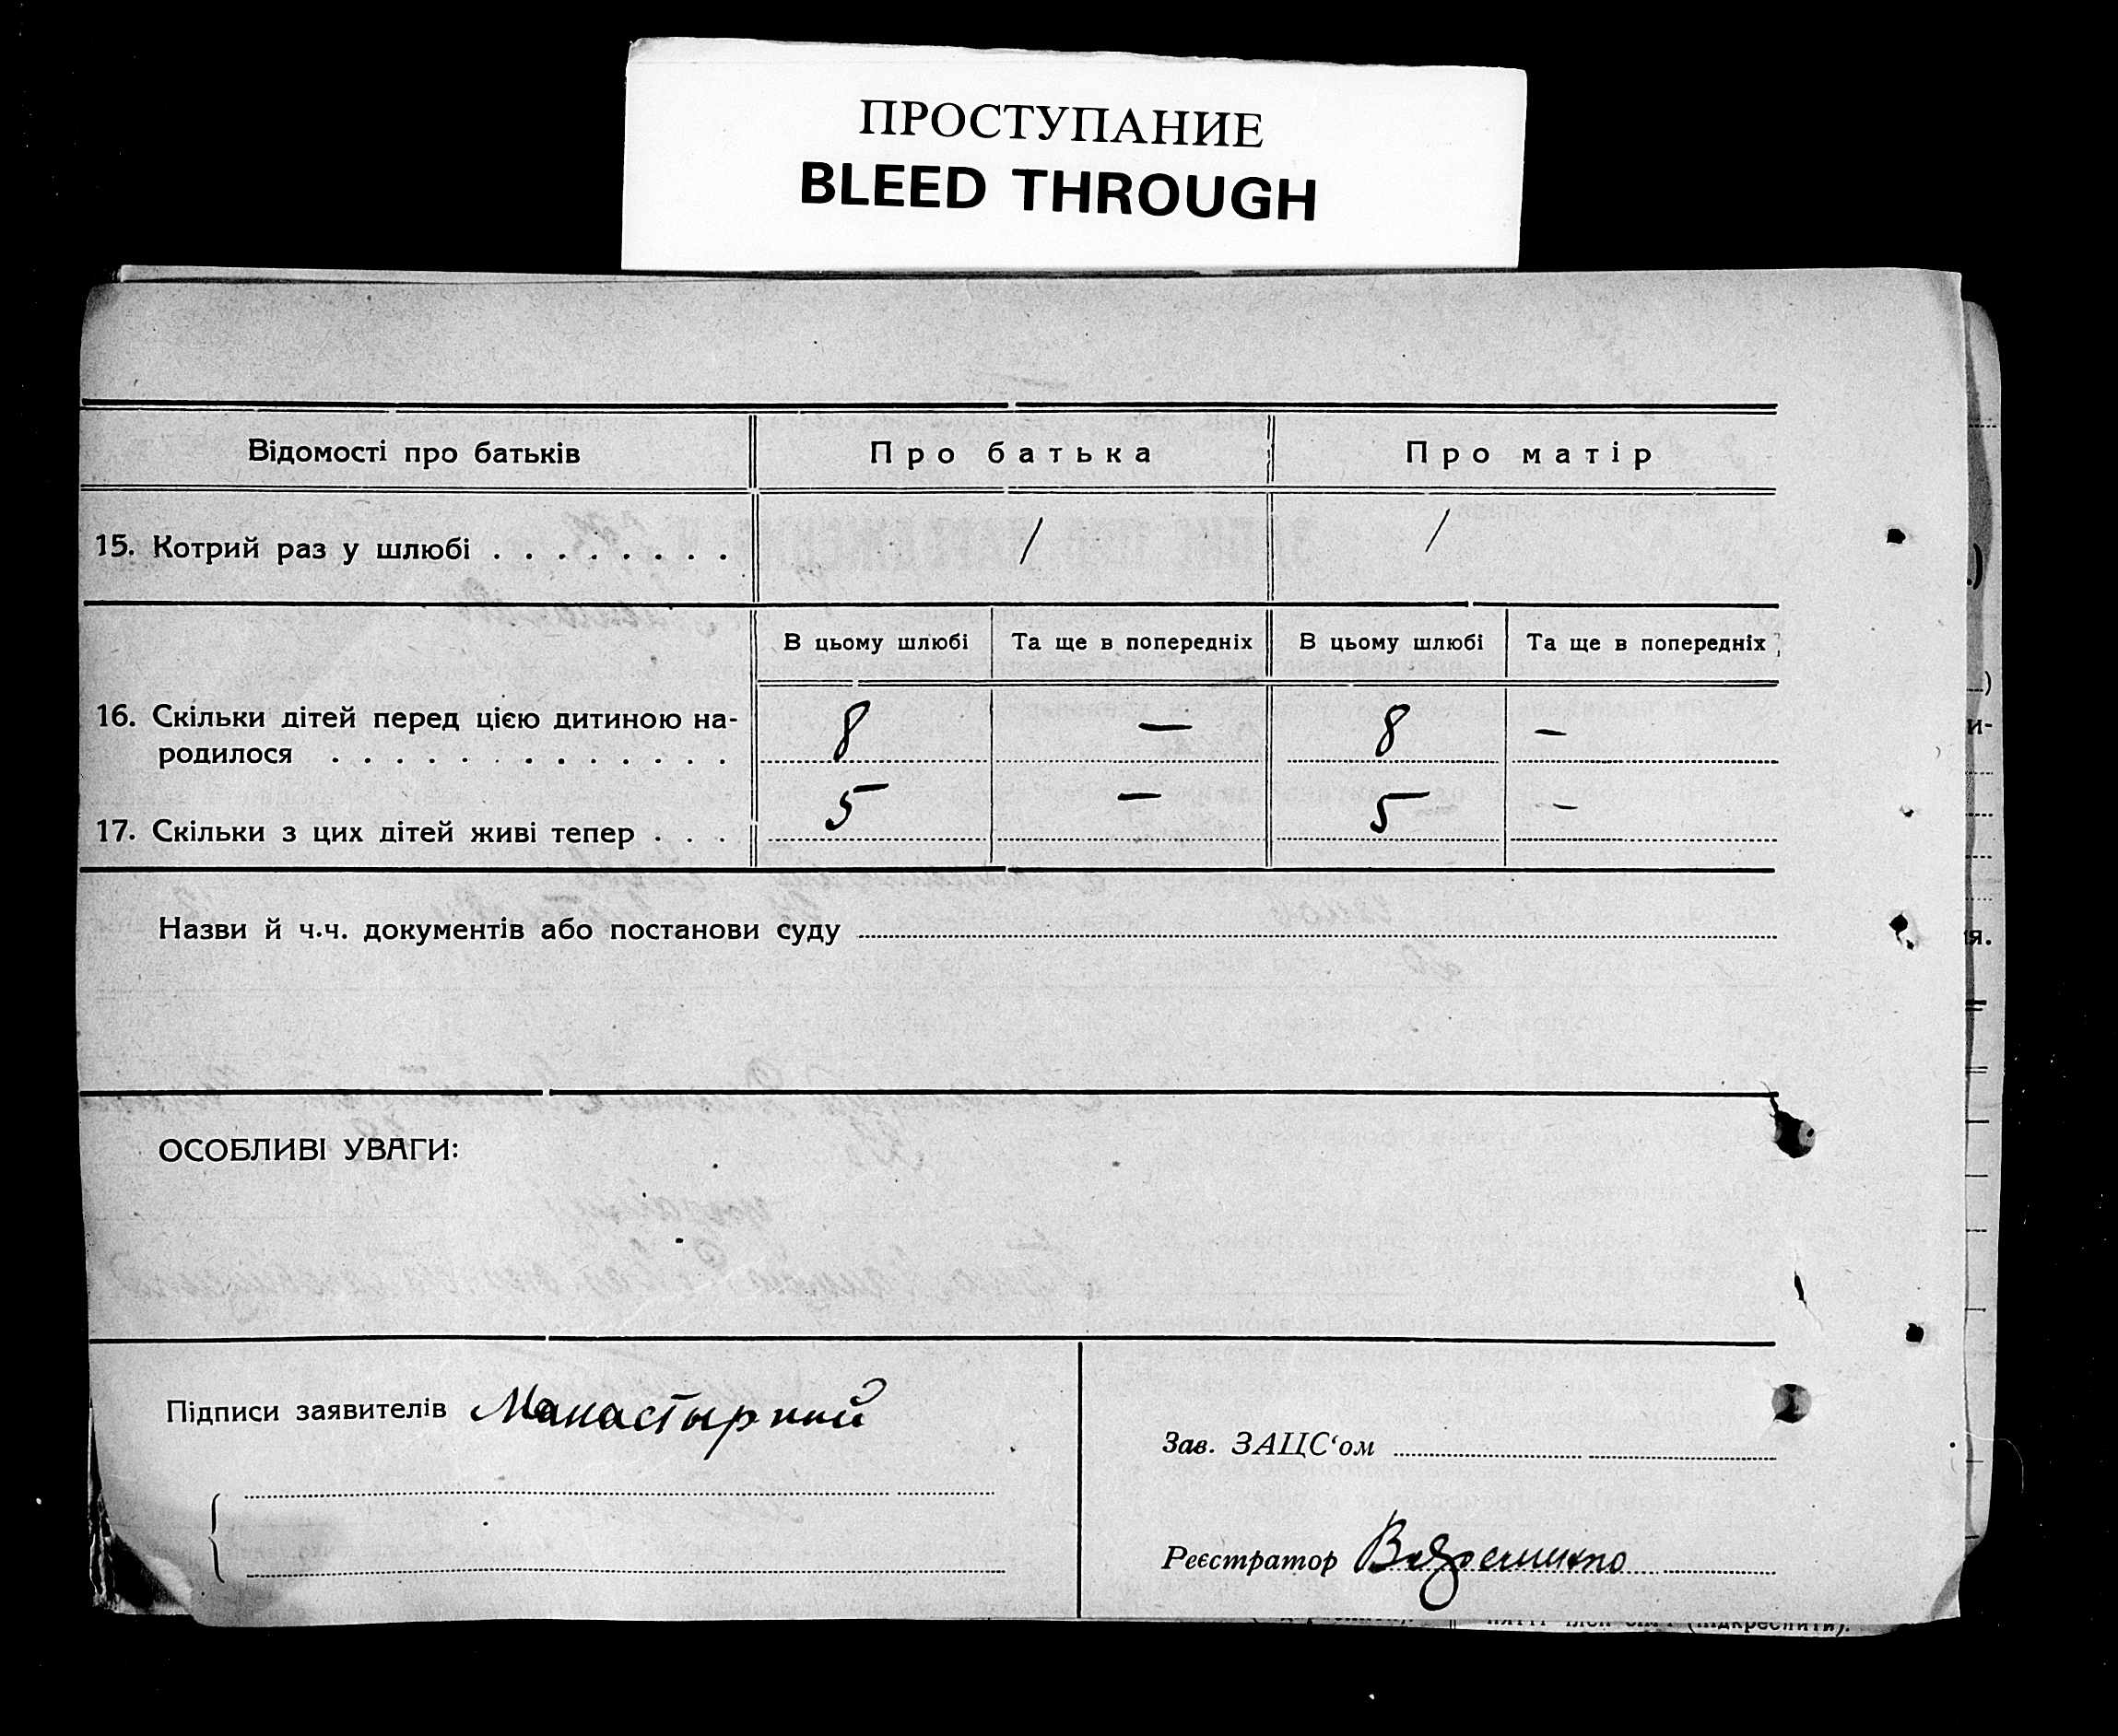 ПРОСТУПАНИЕ
BLEED THROUGH
Відомості про батьків Про батька Про матір
15. Котрий раз у шлюбі . . . . . . . . / /
В цьому шлюбі Та ще в попередніх В цьому шлюбі Та ще в попередніх
16. Скільки дітей перед цією дитиною на-
родилося . . . . . . . . . . . . . 8 — 8 —
17. Скільки з цих дітей живі тепер . . . 5 — 5 —
Назви й ч.ч. документів або постанови суду
ОСОБЛИВІ УВАГИ:
Підписи заявителів Манастырний
Зав. ЗАЦС‘ом
Реєстратор
(підкреслити).